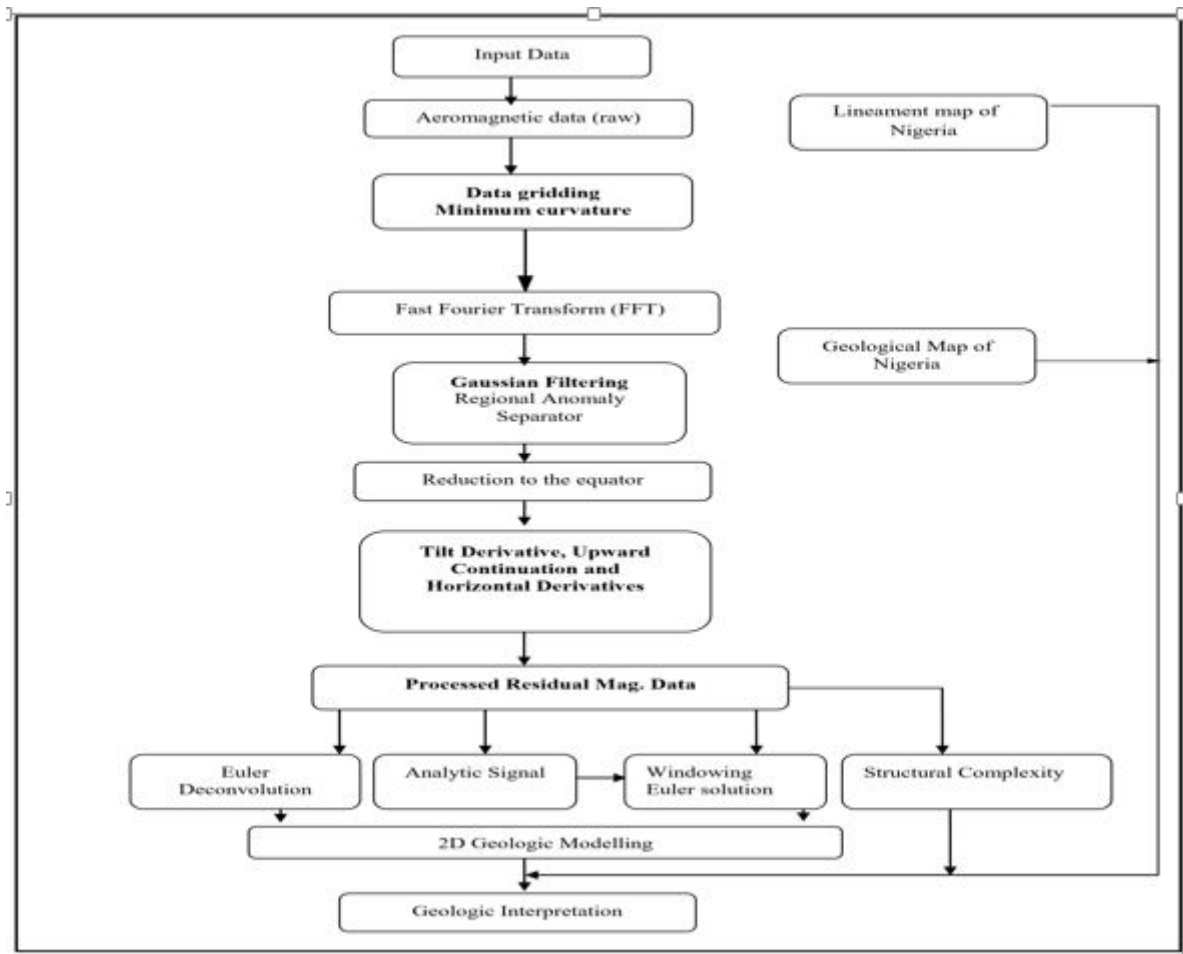 Input Data
Aeromagnetic data (raw)
Lineament map of
Nigeria
Data gridding
Minimum curvature
Fast Fourier Transform (FFT)
Geological Map of
Nigeria
Gaussian Filtering
Regional Anomaly
Separator
Reduction to the equator
Tilt Derivative, Upward
Continuation and
Horizontal Derivatives
Processed Residual Mag. Data
Euler
Deconvolution
Analytic Signal
Windowing
Euler solution
Structural Complexity
2D Geologic Modelling
Geologic Interpretation